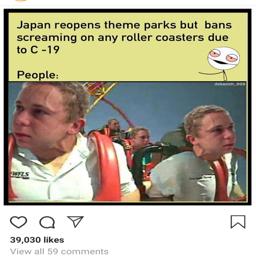 Japan reopens theme parks but bans
screaming on any roller coasters due
to C -19
People:
39,030 likes
View all 59 comments